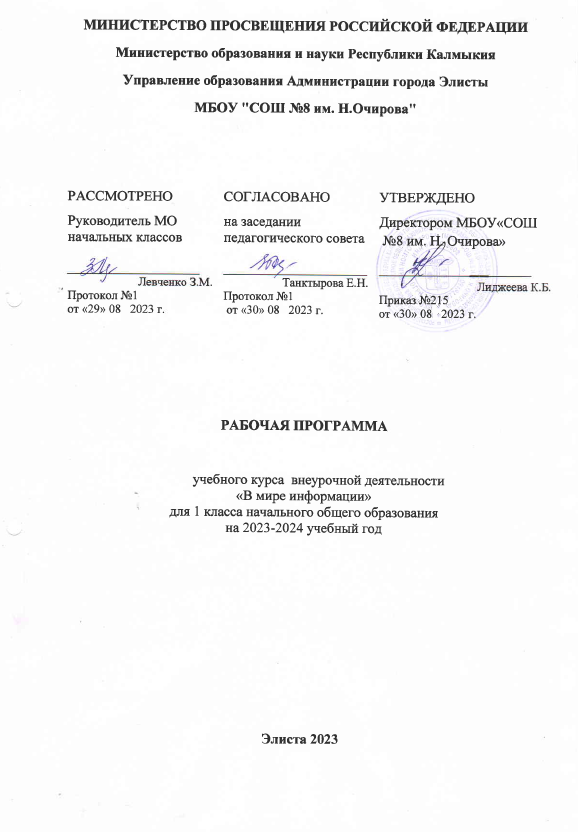 МИНИСТЕРСТВО ПРОСВЕЩЕНИЯ РОССИЙСКОЙ ФЕДЕРАЦИИ
Министерство образования и науки Республики Калмыкия
Управление образования Администрации города Элисты
МБОУ "СОШ №8 им. Н.Очирова"
РАССМОТРЕНО
Руководитель МО
начальных классов
Левченко З.М.
Протокол №1
от «29» 08 2023 г.
СОГЛАСОВАНО
на заседании
педагогического совета
Танктырова Е.Н.
Протокол №1
от «30» 08 2023 г.
УТВЕРЖДЕНО
Директором МБОУ«СОШ
№8 им. Н. Очирова»
Лиджеева К.Б.
Приказ №215
от «30» 08 2023 г.
РАБОЧАЯ ПРОГРАММА
учебного курса внеурочной деятельности
«В мире информации»
для 1 класса начального общего образования
на 2023-2024 учебный год
Элиста 2023